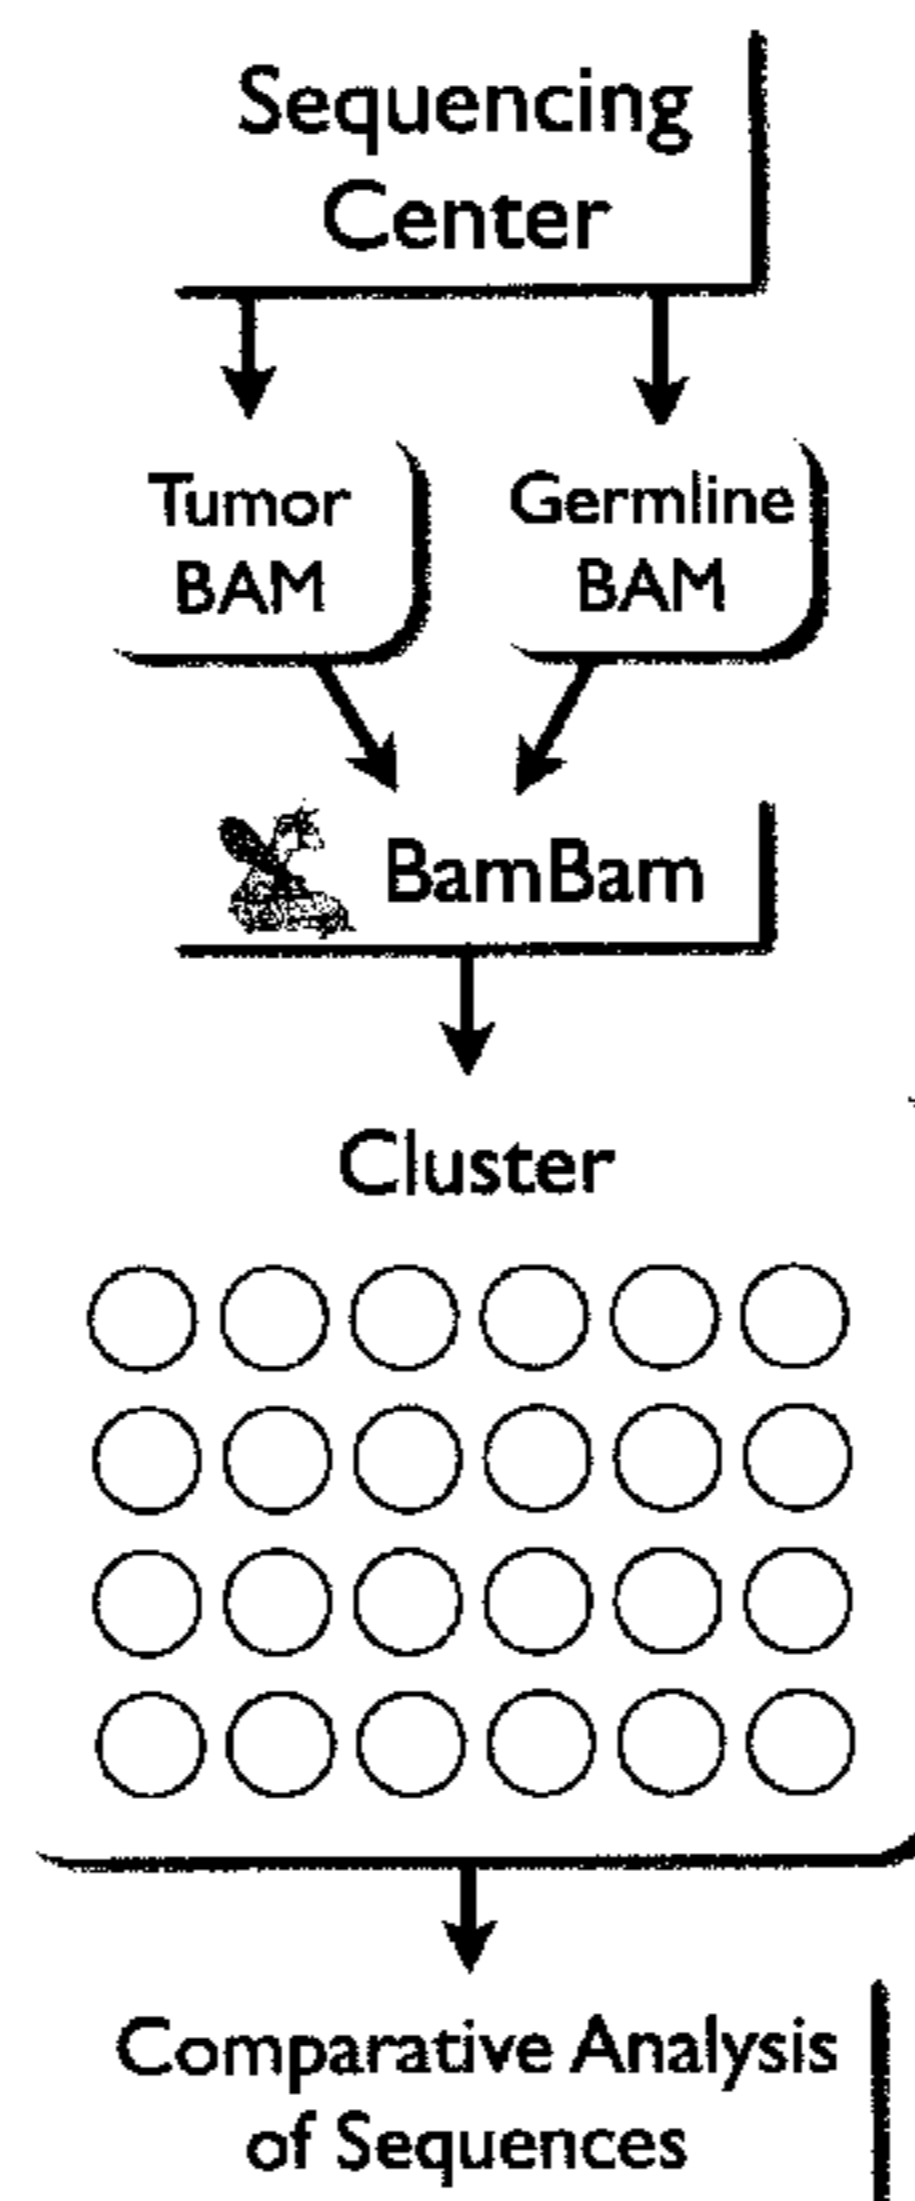 Sequencing
Center
Tumor
BAM
Germline
BAM
BamBam
Cluster
Comparative Analysis
of Sequences